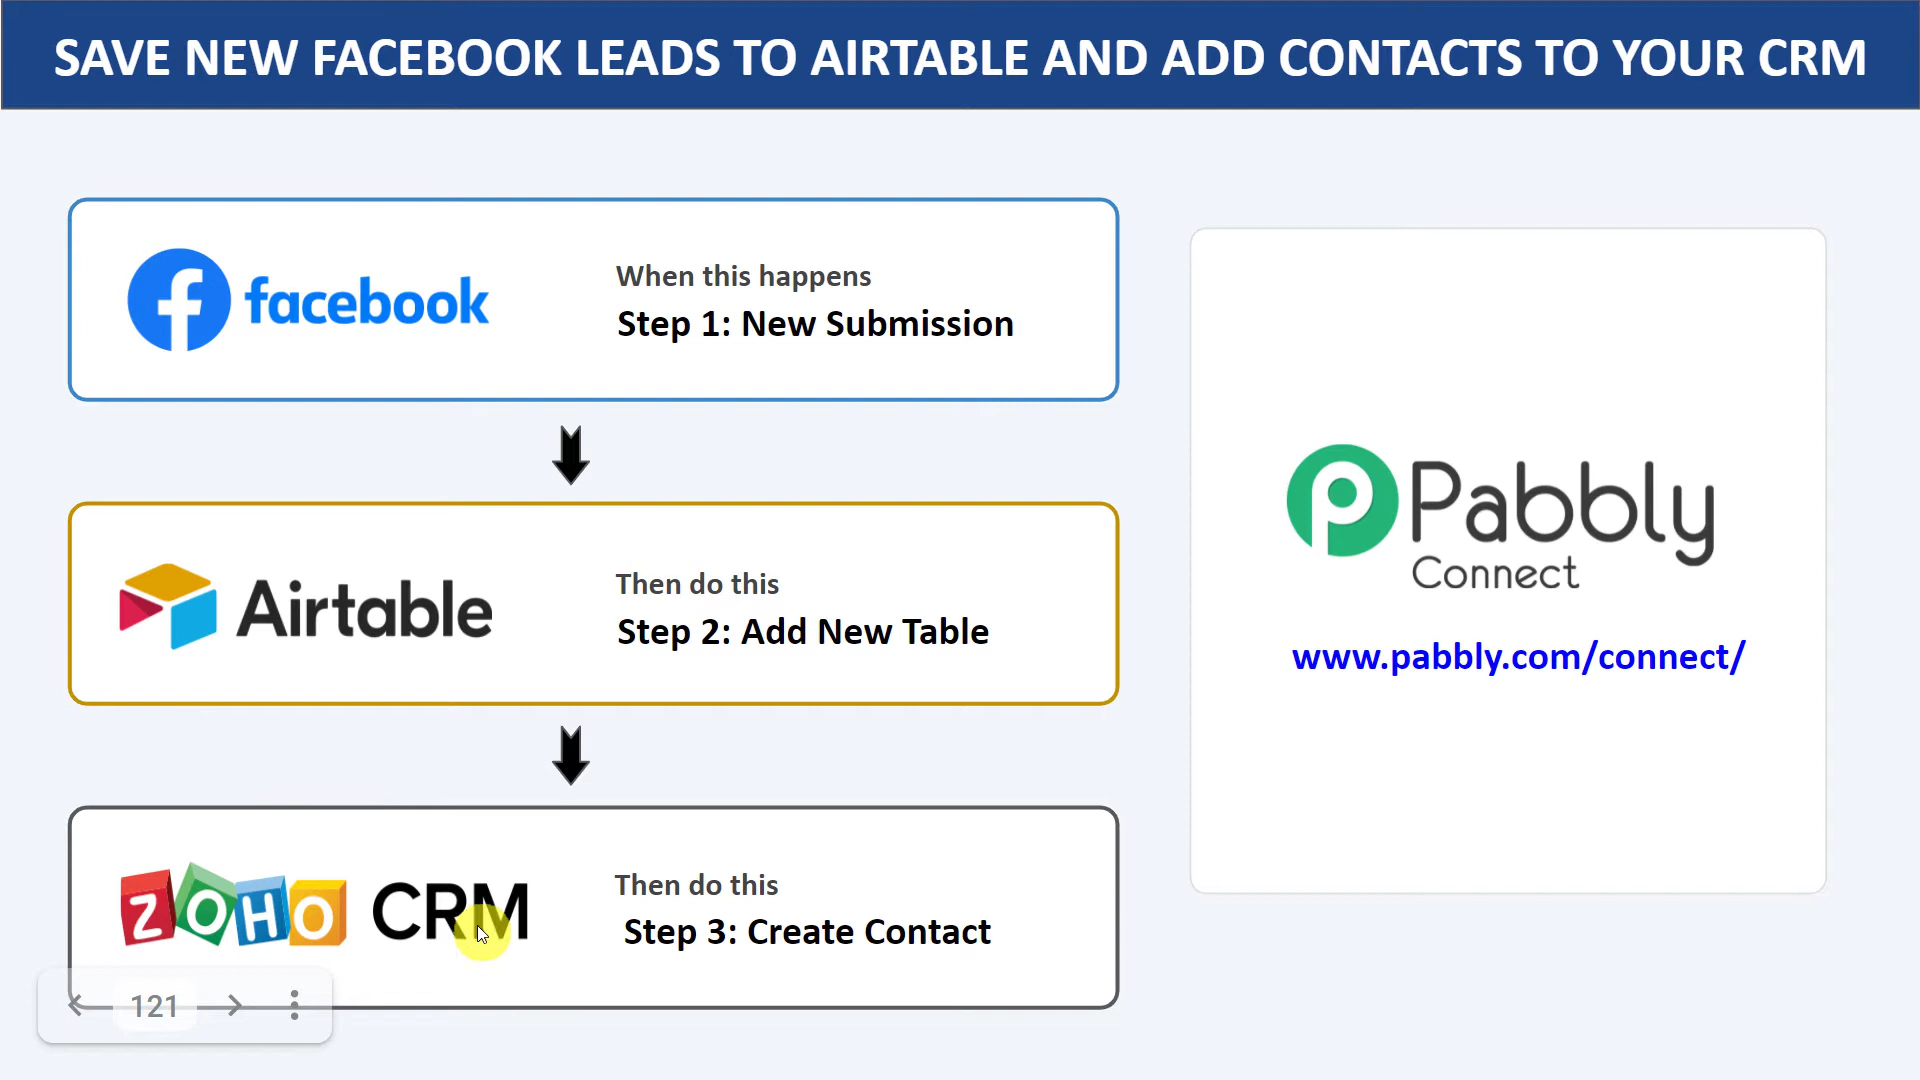 SAVE NEW FACEBOOK LEADS TO AIRTABLE AND ADD CONTACTS TO YOUR CRM
facebook
When this happens
Step 1: New Submission
Airtable
Then do this
Step 2: Add New Table
ZOHO CRM
Then do this
Step 3: Create Contact
Pabbly
Connect
www.pabbly.com/connect/
121